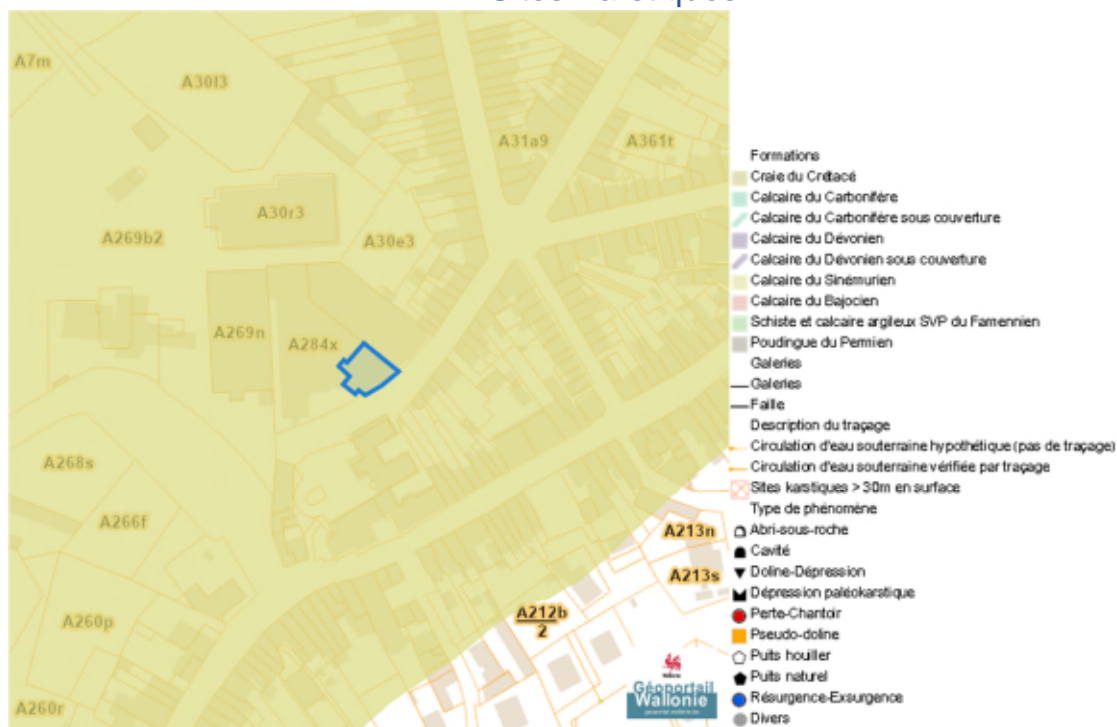 A7m
A30l3
A31a9
A361t
A30r3
A269b2
A30e3
A269n
A284x
A268s
A266f
A213n
A213s
A260p
A212b
2
A260r
Géoportail
Wallonie
Formations
Craie du Crétacé
Calcaire du Carbonifère
Calcaire du Carbonifère sous couverture
Calcaire du Dévonien
Calcaire du Dévonien sous couverture
Calcaire du Sinémurien
Calcaire du Bajocien
Schiste et calcaire argileux SVP du Famennien
Poudingue du Permien
Galeries
Galeries
Faille
Description du traçage
Circulation d'eau souterraine hypothétique (pas de traçage)
Circulation d'eau souterraine vérifiée par traçage
Sites karstiques > 30m en surface
Type de phénomène
Abri-sous-roche
Cavité
Doline-Dépression
Dépression paléokarstique
Perte-Chantoir
Pseudo-doline
Puits houiller
Puits naturel
Résurgence-Exsurgence
Divers